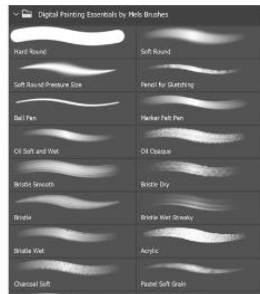 Digital Painting Essentials by Mels Brushes
Hard Round
Soft Round
Soft Round Pressure Size
Pencil for Sketching
Ball Pen
Marker Felt Pen
Oil Soft and Wet
Oil Opaque
Bristle Smooth
Bristle Dry
Bristle
Bristle Wet Streaky
Bristle Wet
Acrylic
Charcoal Soft
Pastel Soft Grain